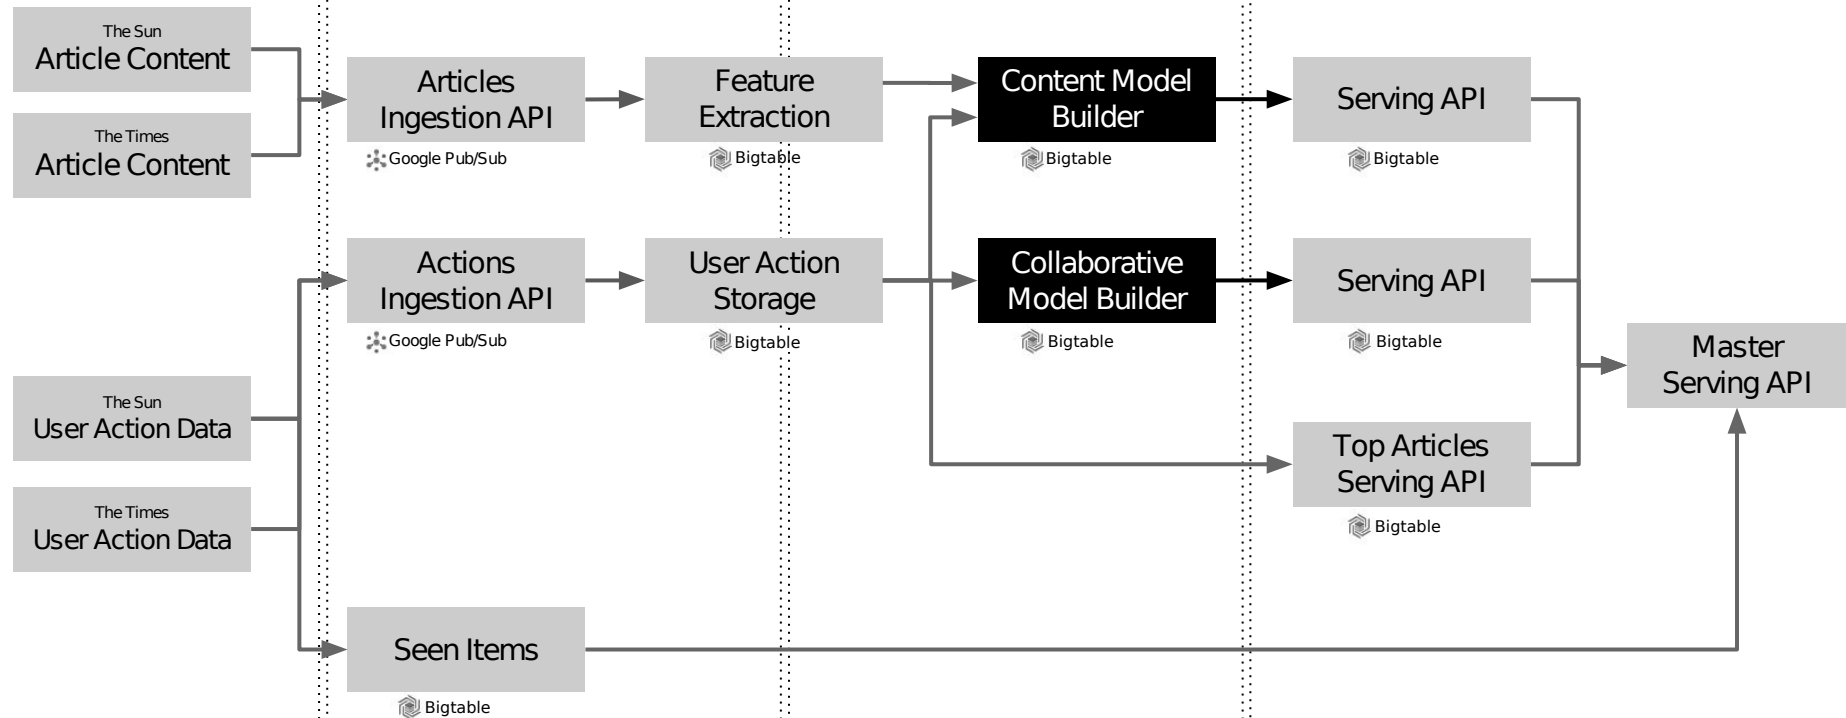 The Sun
Article Content
The Times
Article Content
Articles
Ingestion API
Google Pub/Sub
Feature
Extraction
Bigtable
Content Model
Builder
Bigtable
Serving API
Bigtable
Actions
Ingestion API
Google Pub/Sub
User Action
Storage
Bigtable
Collaborative
Model Builder
Bigtable
Serving API
Bigtable
Master
Serving API
The Sun
User Action Data
The Times
User Action Data
Top Articles
Serving API
Bigtable
Seen Items
Bigtable